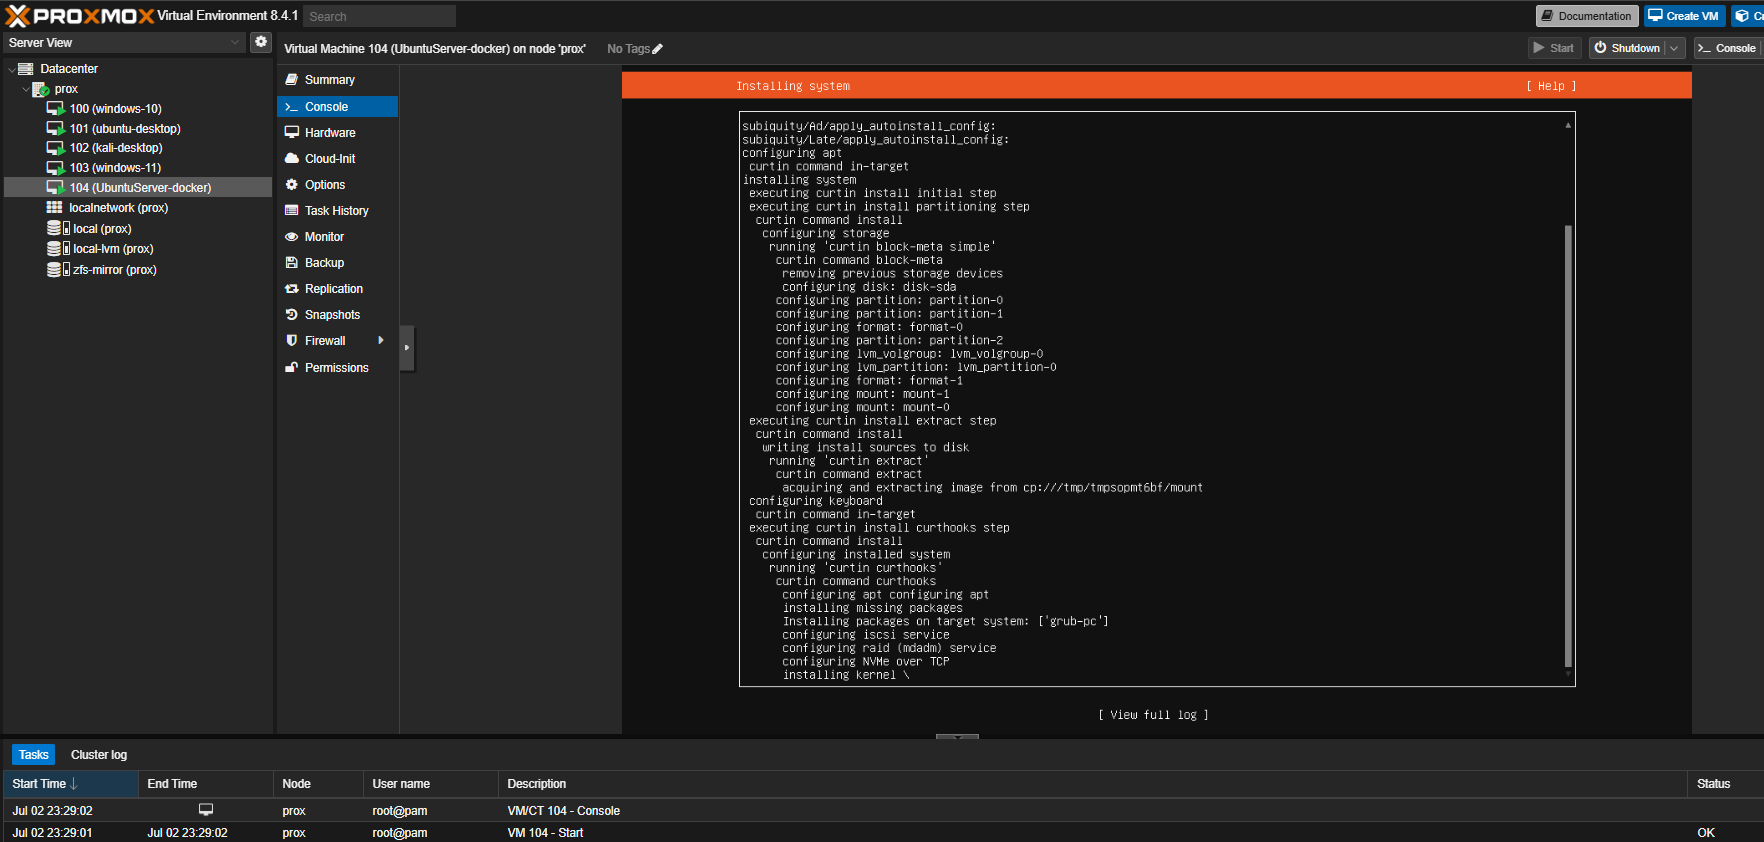 PROXMOX Virtual Environment 8.4.1 Search Documentation Create VM
Server View
Virtual Machine 104 (UbuntuServer-docker) on node 'prox' No Tags Start Shutdown >_ Console
Datacenter
prox
100 (windows-10)
101 (ubuntu-desktop)
102 (kali-desktop)
103 (windows-11)
104 (UbuntuServer-docker)
localnetwork (prox)
local (prox)
local-lvm (prox)
zfs-mirror (prox)
Summary
>_ Console
Hardware
Cloud-Init
Options
Task History
Monitor
Backup
Replication
Snapshots
Firewall
Permissions
Installing system [ Help ]
subiquity/Ad/apply_autoinstall_config:
subiquity/Late/apply_autoinstall_config:
configuring apt
curtin command in-target
installing system
executing curtin install initial step
executing curtin install partitioning step
curtin command install
configuring storage
running 'curtin block-meta simple'
curtin command block-meta
removing previous storage devices
configuring disk: disk-sda
configuring partition: partition-0
configuring partition: partition-1
configuring format: format-0
configuring partition: partition-2
configuring lvm_volgroup: lvm_volgroup-0
configuring lvm_partition: lvm_partition-0
configuring format: format-1
configuring mount: mount-1
configuring mount: mount-0
executing curtin install extract step
curtin command install
writing install sources to disk
running 'curtin extract'
curtin command extract
acquiring and extracting image from cp:///tmp/tmpsopmt6bf/mount
configuring keyboard
curtin command in-target
executing curtin install curthooks step
curtin command install
configuring installed system
running 'curtin curthooks'
curtin command curthooks
configuring apt configuring apt
installing missing packages
Installing packages on target system: ['grub-pc']
configuring iscsi service
configuring raid (mdadm) service
configuring NVMe over TCP
installing kernel \
[ View full log ]
Tasks Cluster log
Start Time ↓ End Time Node User name Description Status
Jul 02 23:29:02 prox root@pam VM/CT 104 - Console
Jul 02 23:29:01 Jul 02 23:29:02 prox root@pam VM 104 - Start OK